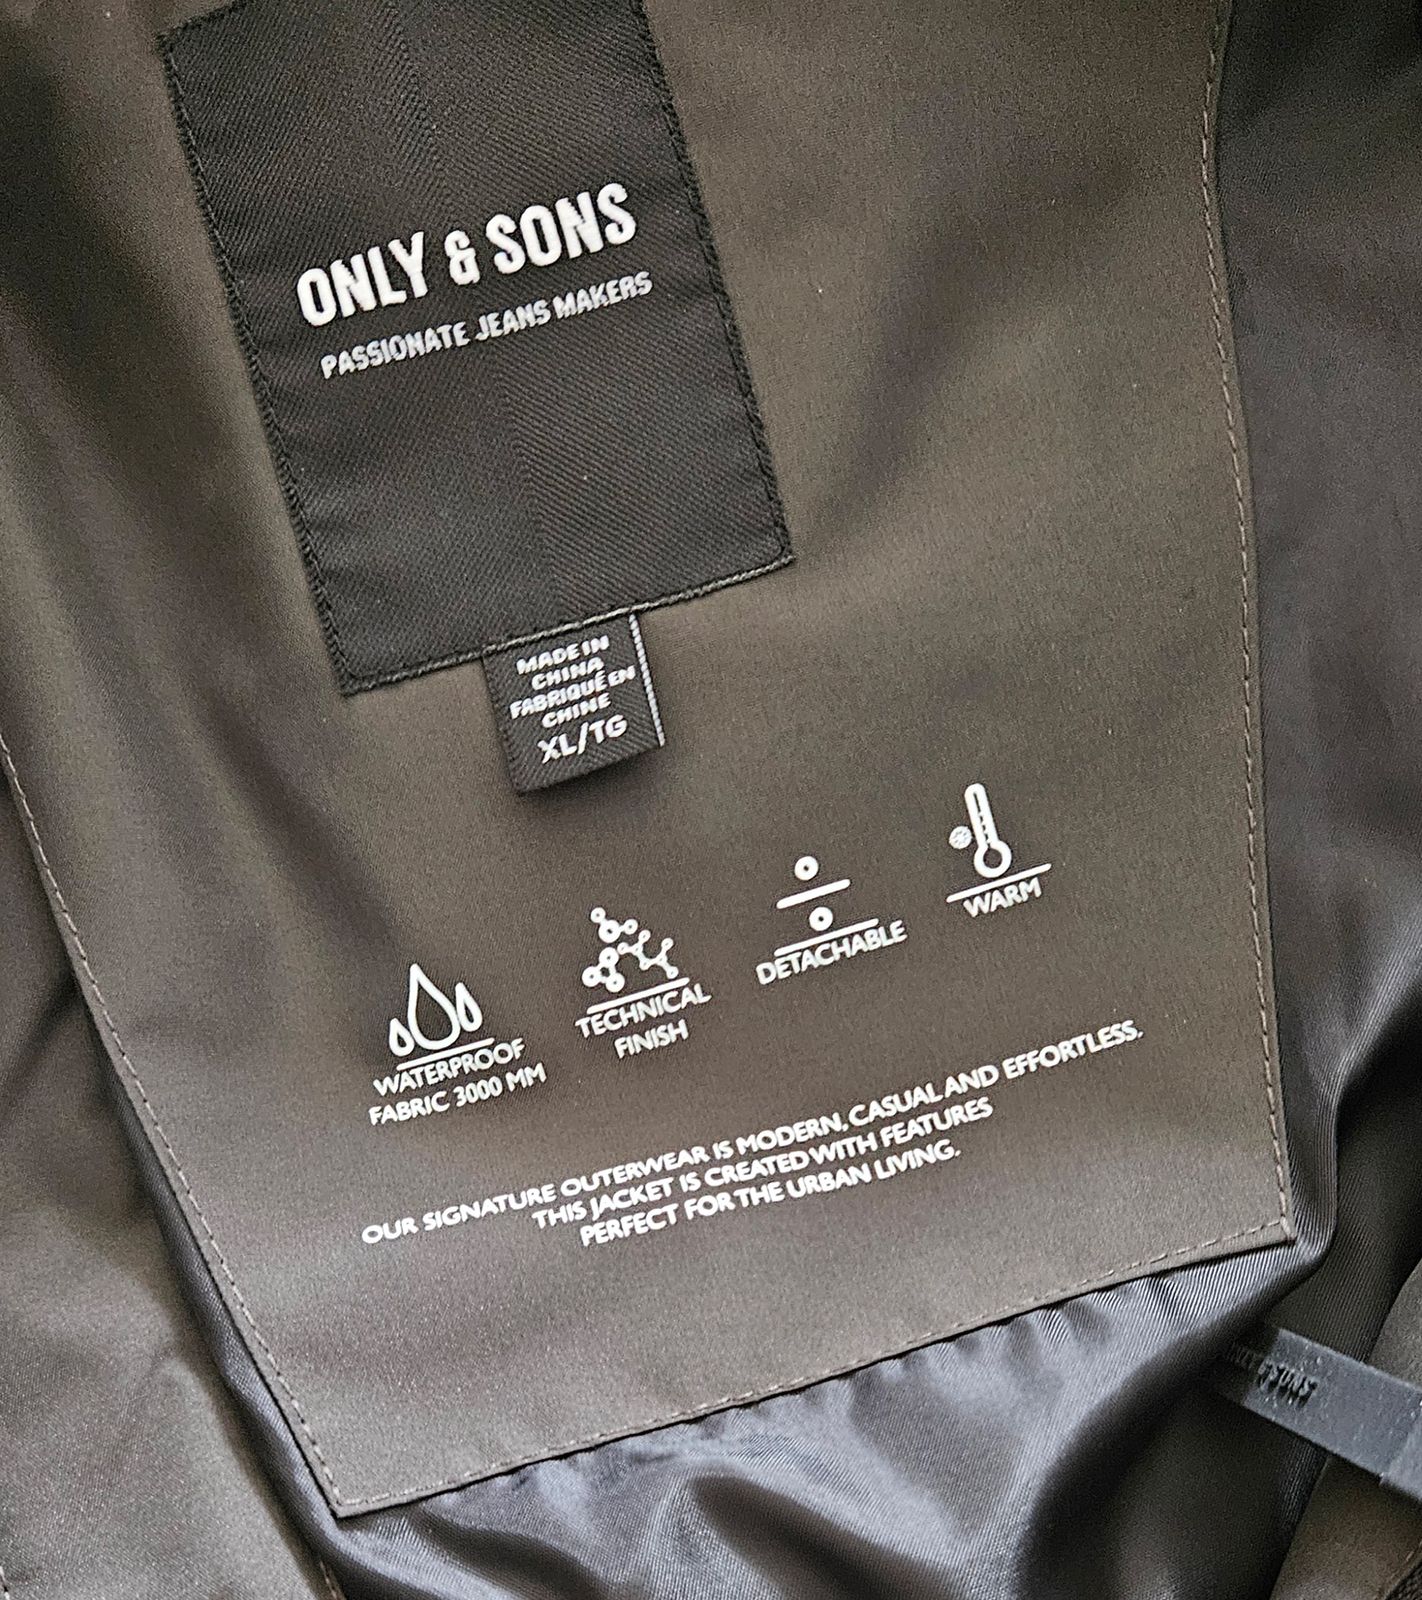 ONLY & SONS
PASSIONATE JEANS MAKERS
MADE IN
CHINA
FABRIQUÉ EN
CHINE
XL/TG
WATERPROOF
FABRIC 3000 MM
TECHNICAL
FINISH
DETACHABLE
WARM
OUR SIGNATURE OUTERWEAR IS MODERN, CASUAL AND EFFORTLESS.
THIS JACKET IS CREATED WITH FEATURES
PERFECT FOR THE URBAN LIVING.
SONS